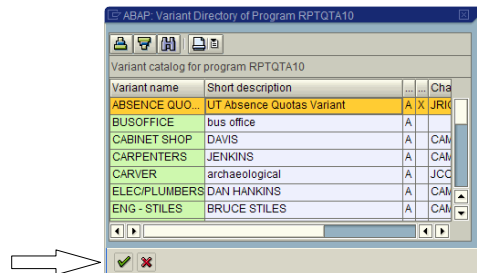 ABAP: Variant Directory of Program RPTQTA10
Variant catalog for program RPTQTA10
Variant name Short description ... ... Cha
ABSENCE QUO... UT Absence Quotas Variant A X JRI
BUSOFFICE bus office A
CABINET SHOP DAVIS A CAM
CARPENTERS JENKINS A CAM
CARVER archaeological A JCO
ELEC/PLUMBERS DAN HANKINS A CAM
ENG - STILES BRUCE STILES A CAM